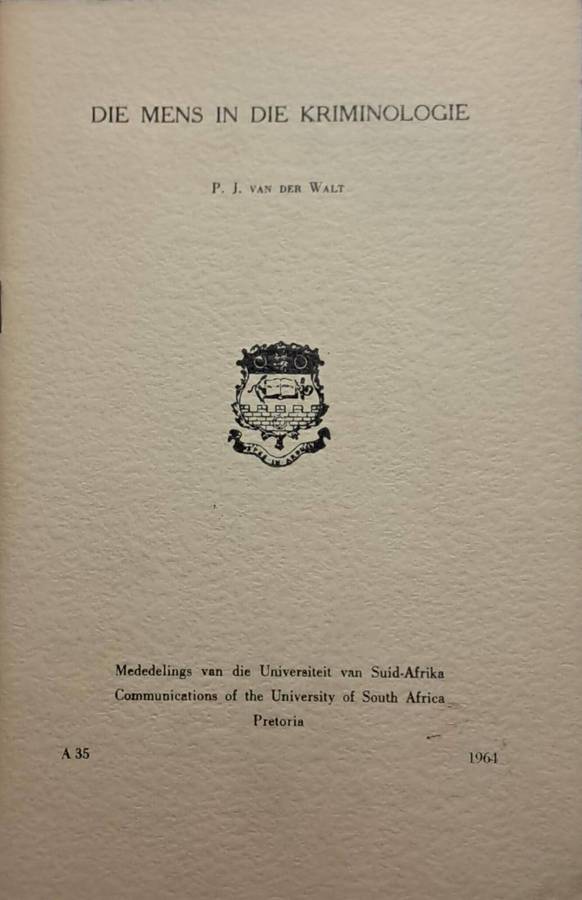 DIE MENS IN DIE KRIMINOLOGIE
P. J. VAN DER WALT
IN
Mededelings van die Universiteit van Suid-Afrika
Communications of the University of South Africa
Pretoria
A 35
1964